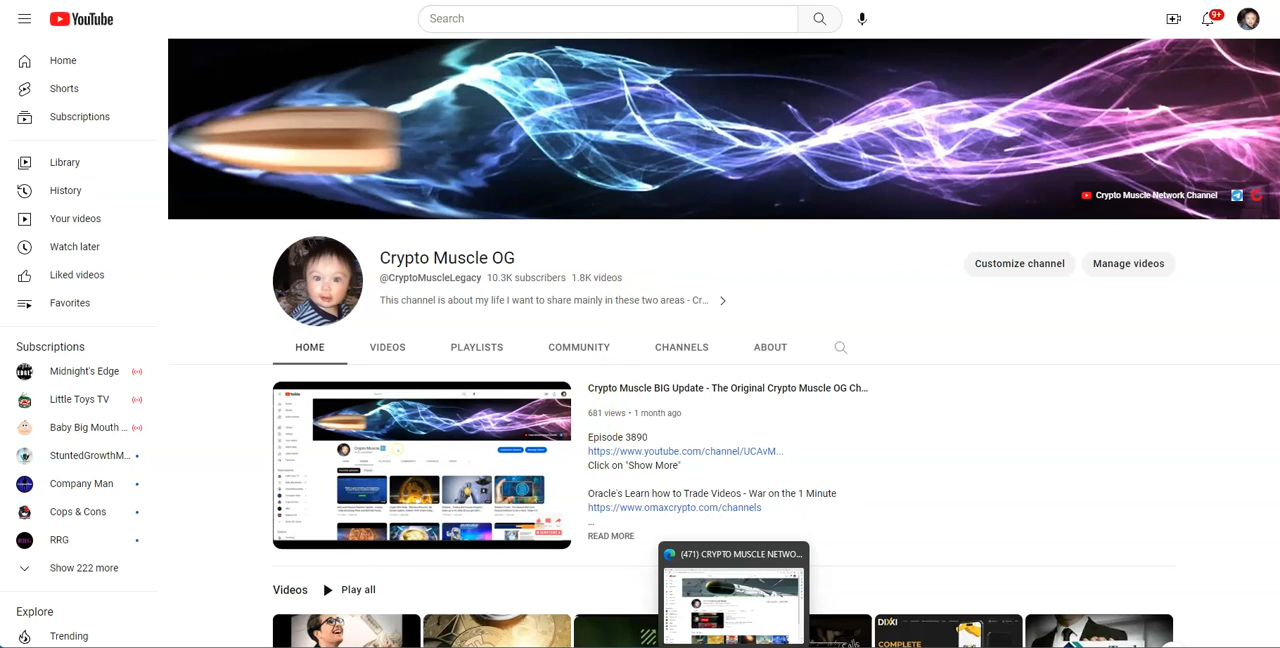 YouTube
Search
9+
Home
Shorts
Subscriptions
Library
History
Your videos
Watch later
Liked videos
Favorites
Subscriptions
Midnight's Edge
Little Toys TV
Baby Big Mouth ...
StuntedGrowthM...
Company Man
Cops & Cons
RRG
Show 222 more
Explore
Trending
Crypto Muscle Network Channel
Crypto Muscle OG
@CryptoMuscleLegacy 10.3K subscribers 1.8K videos
This channel is about my life I want to share mainly in these two areas - Cr...
Customize channel
Manage videos
HOME
VIDEOS
PLAYLISTS
COMMUNITY
CHANNELS
ABOUT
Crypto Muscle BIG Update - The Original Crypto Muscle OG Ch...
681 views • 1 month ago
Episode 3890
https://www.youtube.com/channel/UCAvM...
Click on "Show More"
Oracle's Learn how to Trade Videos - War on the 1 Minute
https://www.omaxcrypto.com/channels
...
READ MORE
(471) CRYPTO MUSCLE NETWO...
Videos
Play all
DIXXI
COMPLETE